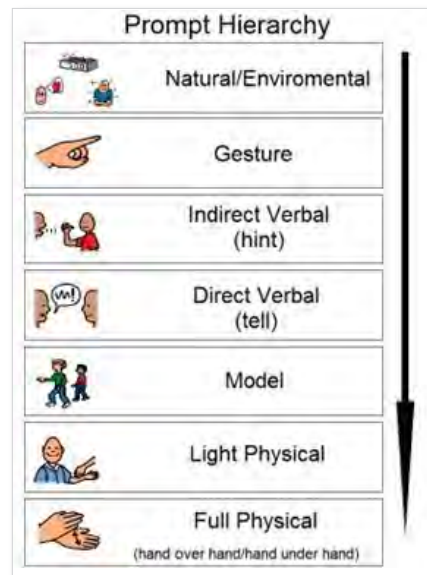 Prompt Hierarchy
Natural/Enviromental
Gesture
Indirect Verbal
(hint)
Direct Verbal
(tell)
Model
Light Physical
Full Physical
(hand over hand/hand under hand)